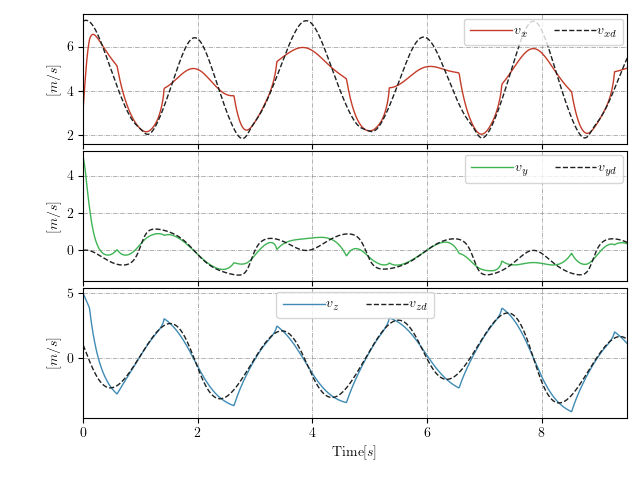 6
4
2
[m/s]
v_x v_xd
4
2
0
[m/s]
v_y v_yd
5
0
[m/s]
v_z v_zd
0 2 4 6 8
Time[s]